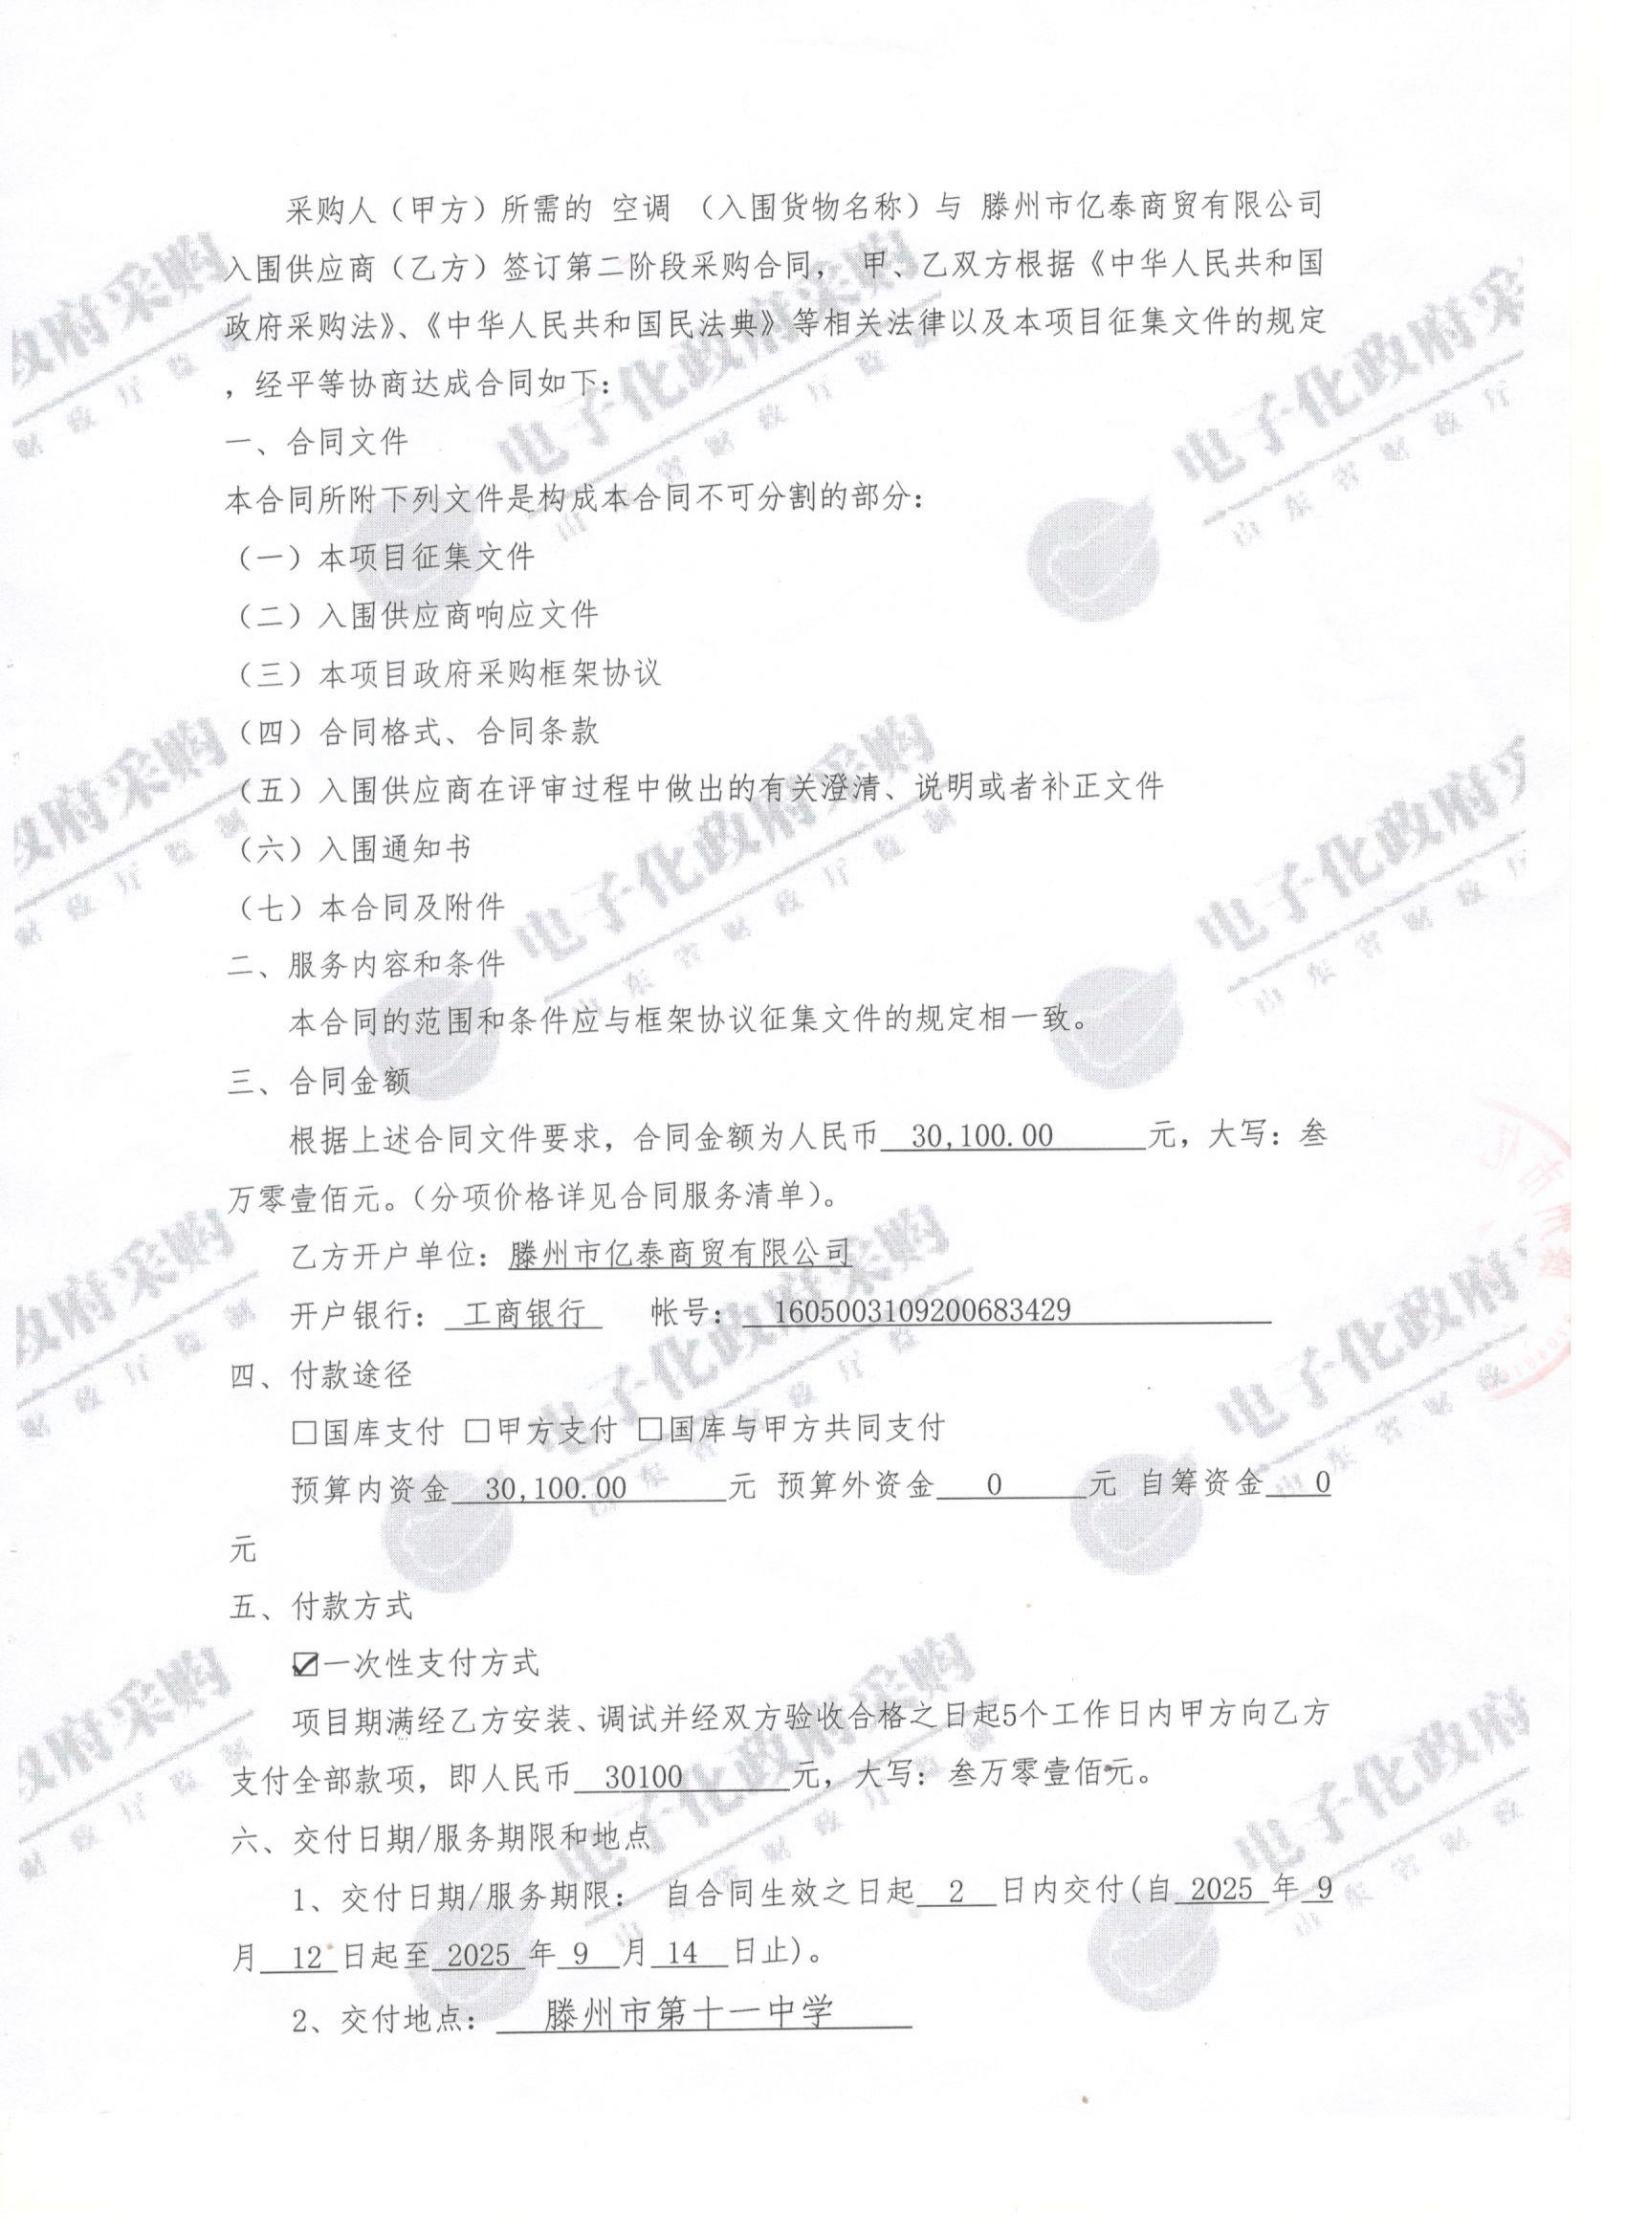 采购人（甲方）所需的 空调 （入围货物名称）与 滕州市亿泰商贸有限公司
入围供应商（乙方）签订第二阶段采购合同， 甲、乙双方根据《中华人民共和国
政府采购法》、《中华人民共和国民法典》等相关法律以及本项目征集文件的规定
，经平等协商达成合同如下：
一、合同文件
本合同所附下列文件是构成本合同不可分割的部分：
（一）本项目征集文件
（二）入围供应商响应文件
（三）本项目政府采购框架协议
（四）合同格式、合同条款
（五）入围供应商在评审过程中做出的有关澄清、说明或者补正文件
（六）入围通知书
（七）本合同及附件
二、服务内容和条件
本合同的范围和条件应与框架协议征集文件的规定相一致。
三、合同金额
根据上述合同文件要求，合同金额为人民币 30,100.00 元，大写：叁
万零壹佰元。（分项价格详见合同服务清单）。
乙方开户单位：滕州市亿泰商贸有限公司
开户银行： 工商银行 帐号： 1605003109200683429
四、付款途径
□国库支付 □甲方支付 □国库与甲方共同支付
预算内资金 30,100.00 元 预算外资金 0 元 自筹资金 0
元
五、付款方式
☑一次性支付方式
项目期满经乙方安装、调试并经双方验收合格之日起5个工作日内甲方向乙方
支付全部款项，即人民币 30100 元，大写：叁万零壹佰元。
六、交付日期/服务期限和地点
1、交付日期/服务期限： 自合同生效之日起 2 日内交付(自 2025 年 9
月 12 日起至 2025 年 9 月 14 日止)。
2、交付地点： 滕州市第十一中学